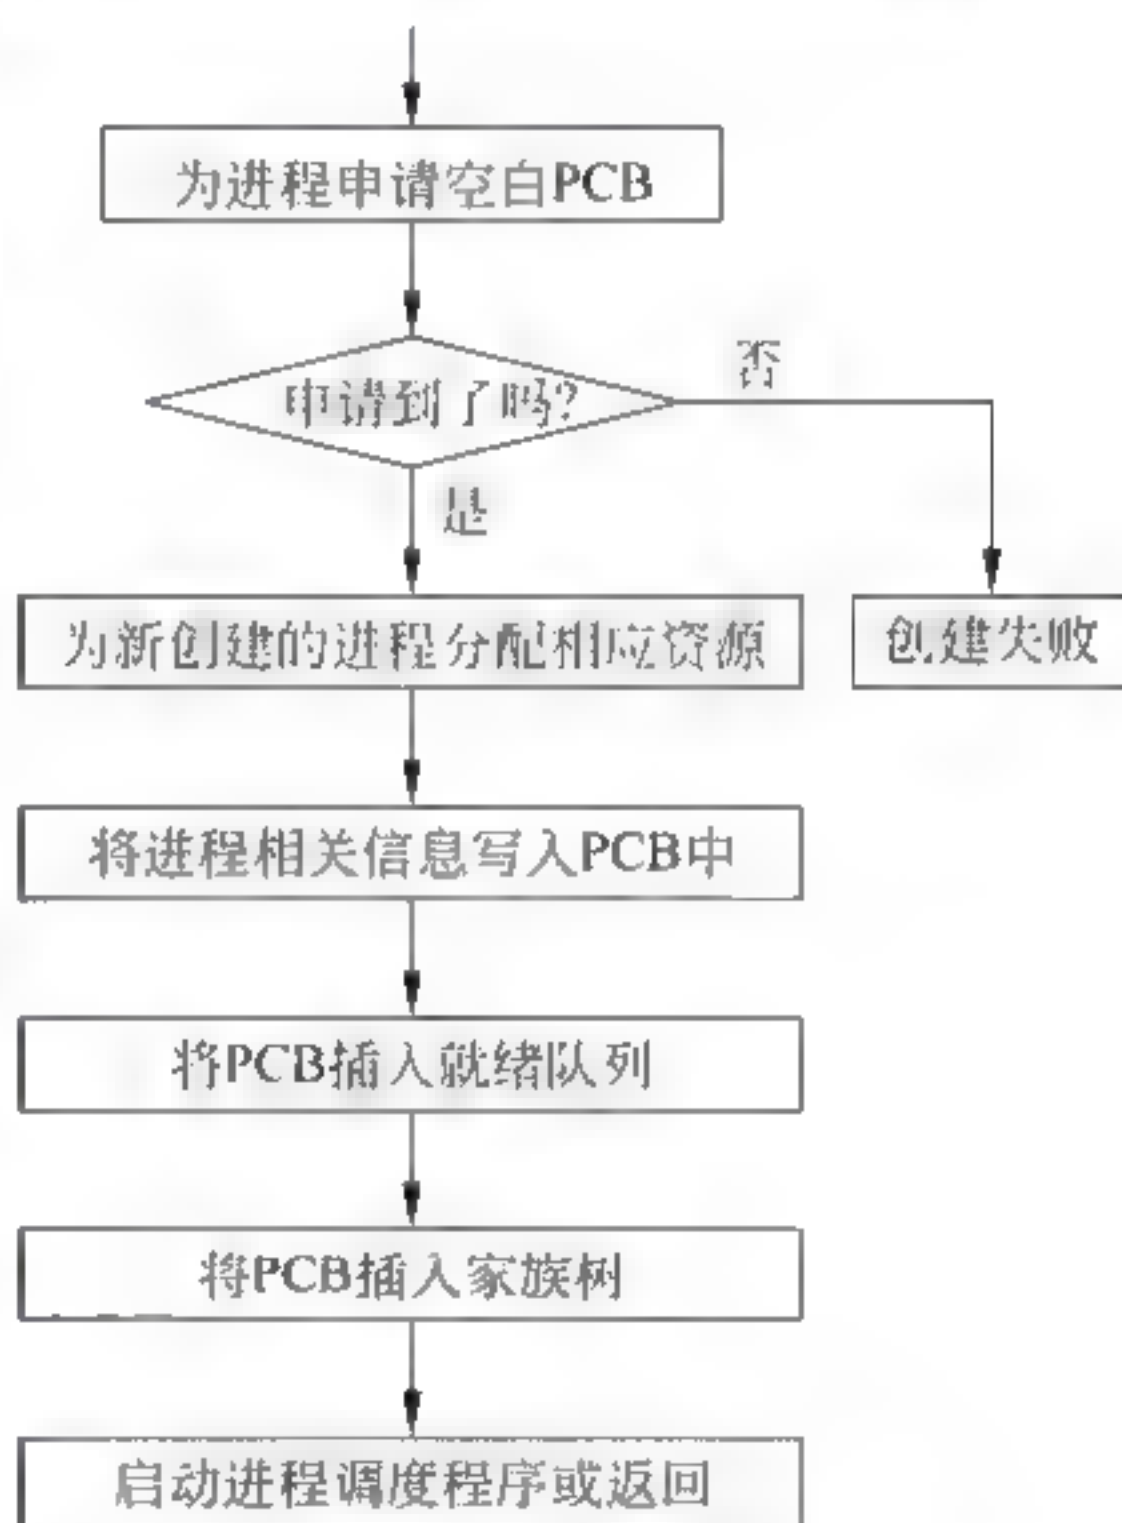 为进程申请空白PCB
申请到了吗?
否
是
为新创建的进程分配相应资源
创建失败
将进程相关信息写入PCB中
将PCB插入就绪队列
将PCB插入家族树
启动进程调度程序或返回